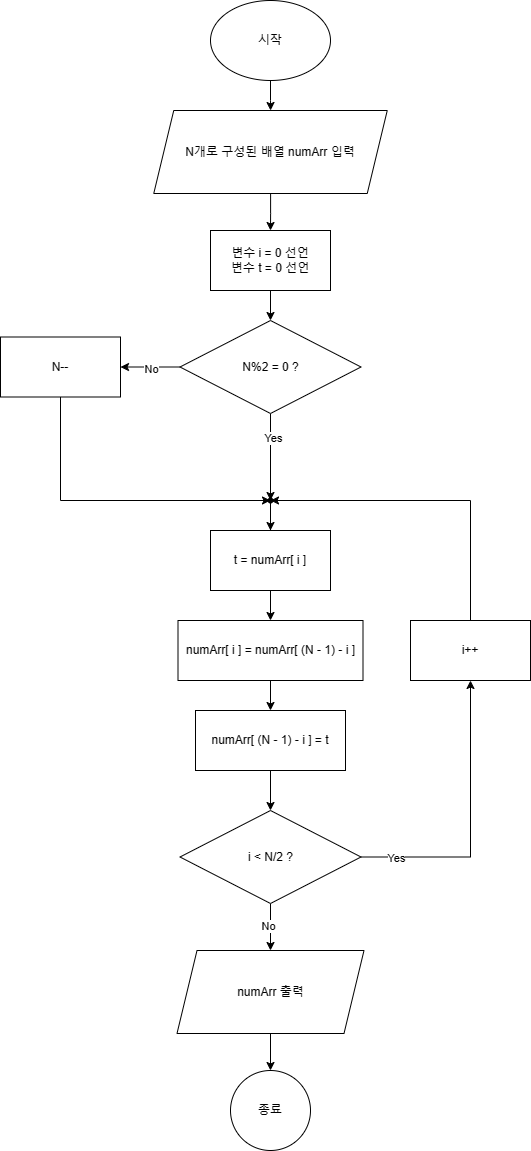 시작
N개로 구성된 배열 numArr 입력
변수 i = 0 선언
변수 t = 0 선언
N%2 = 0 ?
No
N--
Yes
t = numArr[ i ]
numArr[ i ] = numArr[ (N - 1) - i ]
i++
numArr[ (N - 1) - i ] = t
i < N/2 ?
Yes
No
numArr 출력
종료